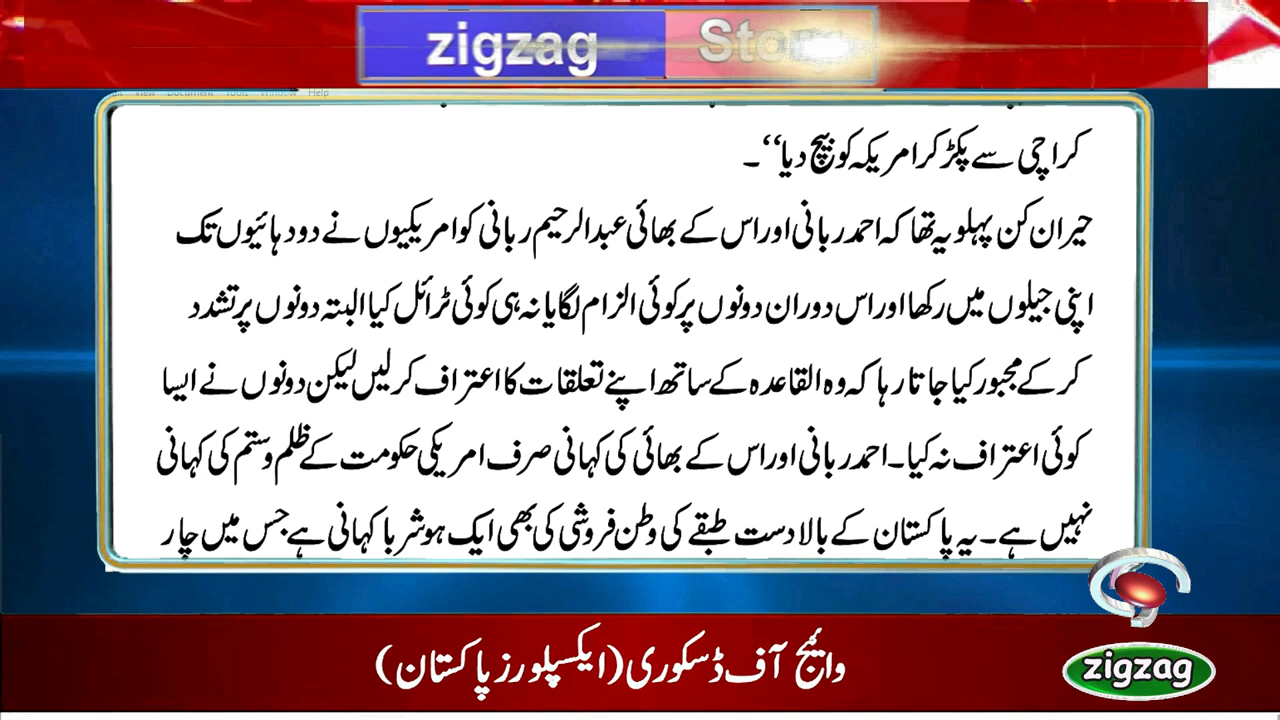 zigzag Story
View Document Tools Window Help
کراچی سے پکڑ کر امریکہ کو بیچ دیا‘‘۔
حیران کن پہلو یہ تھا کہ احمد ربانی اور اس کے بھائی عبدالرحیم ربانی کو امریکیوں نے دو دہائیوں تک
اپنی جیلوں میں رکھا اور اس دوران دونوں پر کوئی الزام لگایا نہ ہی کوئی ٹرائل کیا البتہ دونوں پر تشدد
کر کے مجبور کیا جاتا رہا کہ وہ القاعدہ کے ساتھ اپنے تعلقات کا اعتراف کر لیں لیکن دونوں نے ایسا
کوئی اعتراف نہ کیا۔ احمد ربانی اور اس کے بھائی کی کہانی صرف امریکی حکومت کے ظلم و ستم کی کہانی
نہیں ہے۔ یہ پاکستان کے بالادست طبقے کی وطن فروشی کی بھی ایک ہوشربا کہانی ہے جس میں چار
وائیج آف ڈسکوری (ایکسپلورز پاکستان)
zigzag